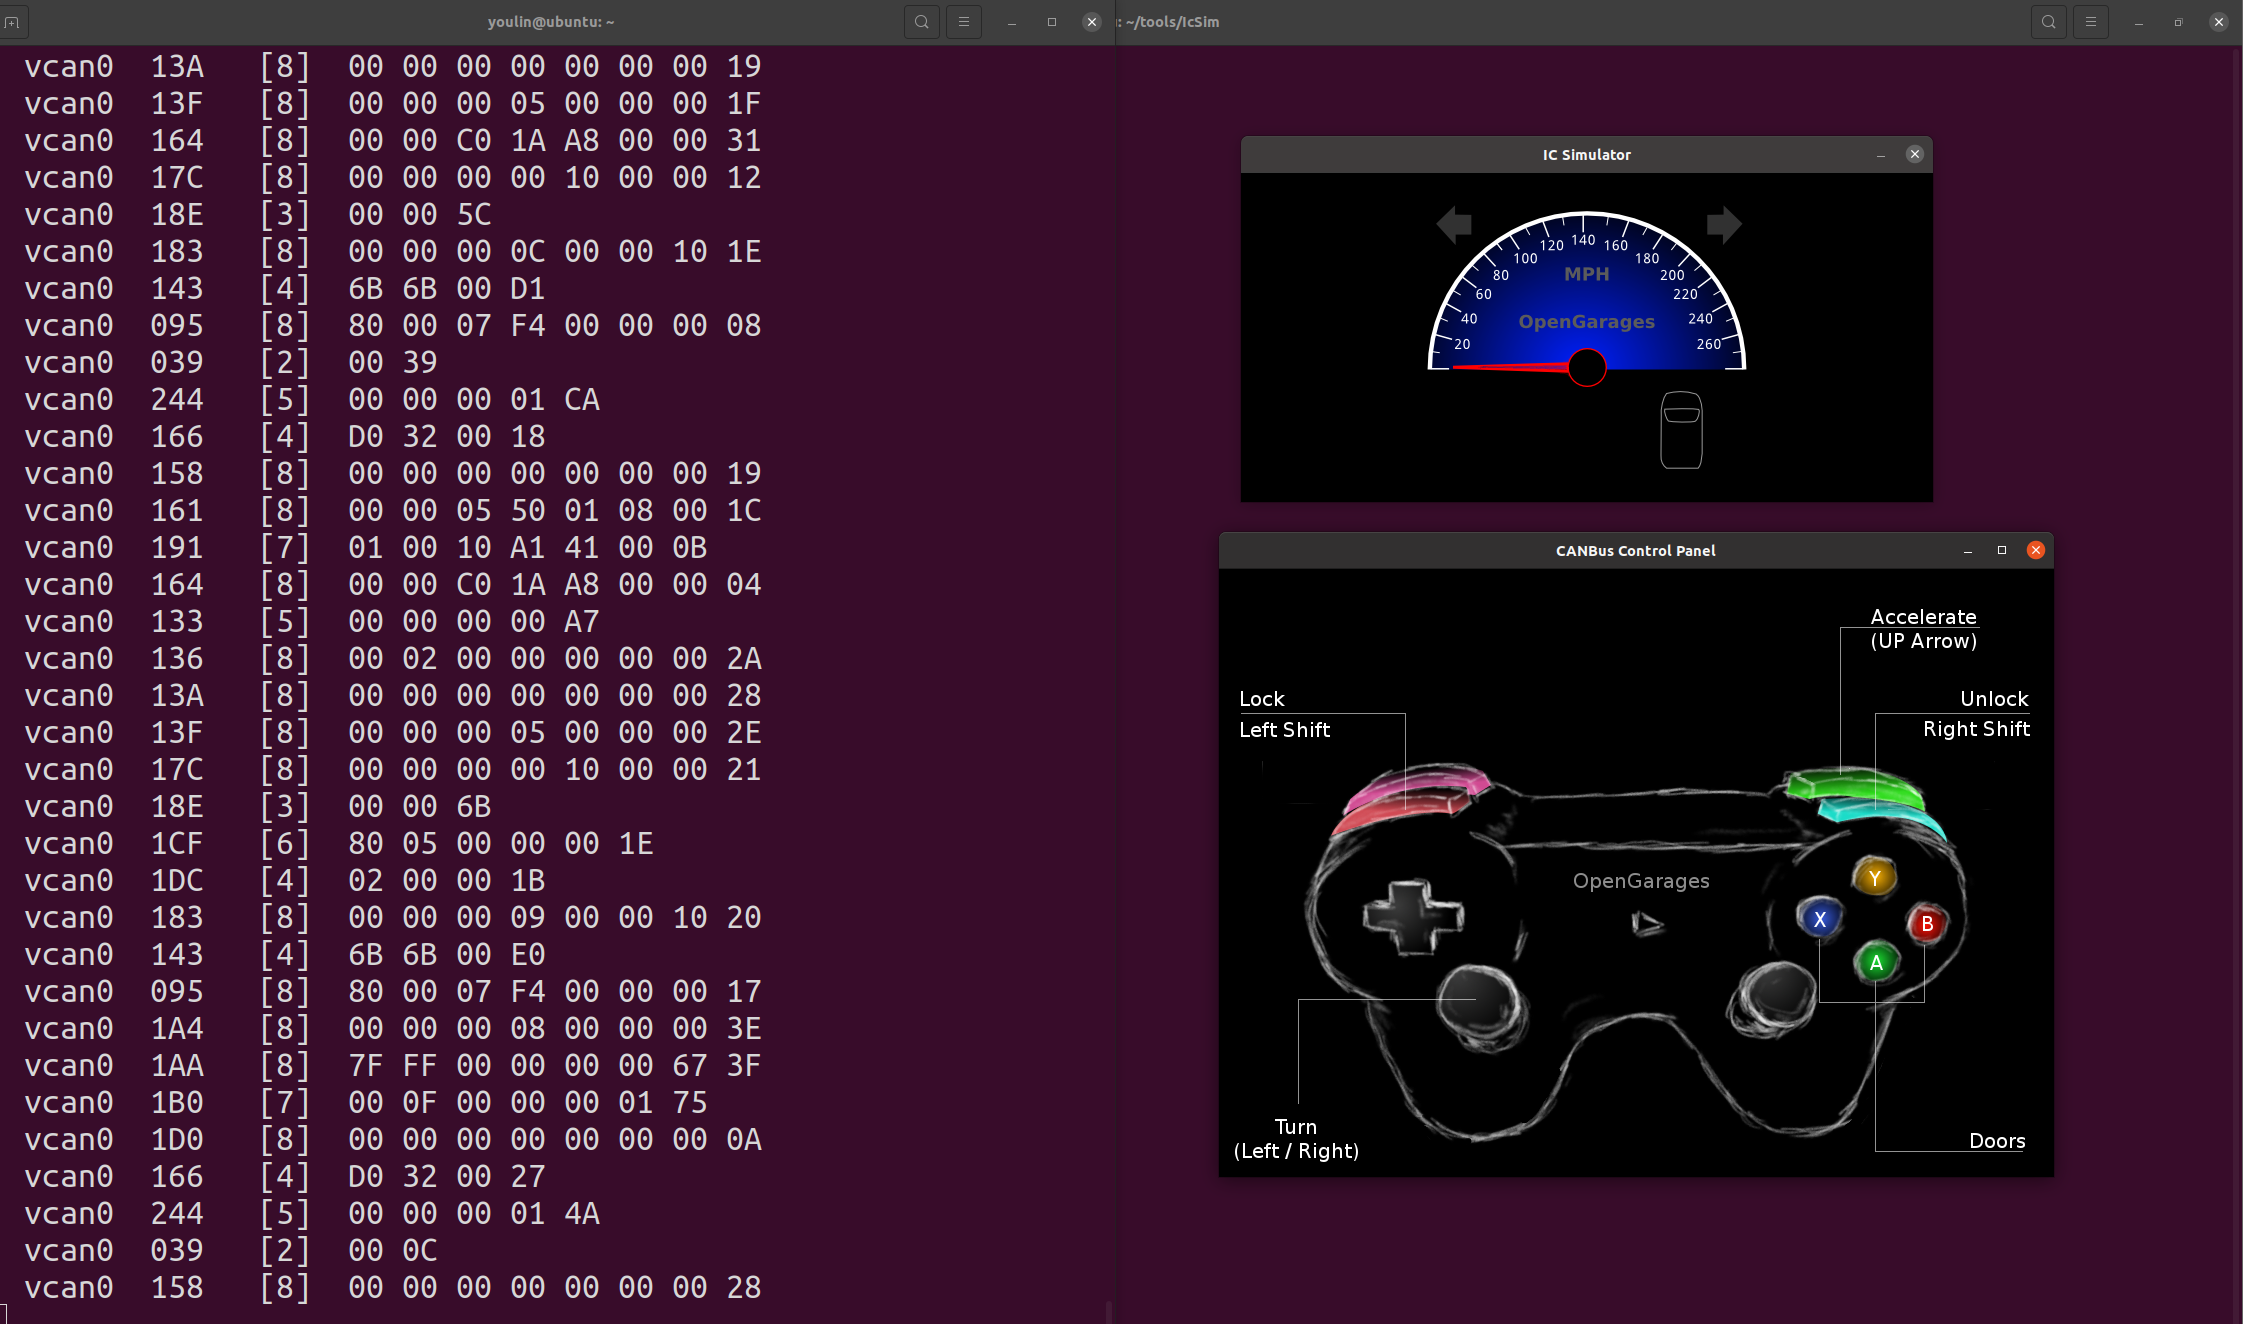 youlin@ubuntu: ~
vcan0 13A [8] 00 00 00 00 00 00 00 19
vcan0 13F [8] 00 00 00 05 00 00 00 1F
vcan0 164 [8] 00 00 C0 1A A8 00 00 31
vcan0 17C [8] 00 00 00 00 10 00 00 12
vcan0 18E [3] 00 00 5C
vcan0 183 [8] 00 00 00 0C 00 00 10 1E
vcan0 143 [4] 6B 6B 00 D1
vcan0 095 [8] 80 00 07 F4 00 00 00 08
vcan0 039 [2] 00 39
vcan0 244 [5] 00 00 00 01 CA
vcan0 166 [4] D0 32 00 18
vcan0 158 [8] 00 00 00 00 00 00 00 19
vcan0 161 [8] 00 00 05 50 01 08 00 1C
vcan0 191 [7] 01 00 10 A1 41 00 0B
vcan0 164 [8] 00 00 C0 1A A8 00 00 04
vcan0 133 [5] 00 00 00 00 A7
vcan0 136 [8] 00 02 00 00 00 00 00 2A
vcan0 13A [8] 00 00 00 00 00 00 00 28
vcan0 13F [8] 00 00 00 05 00 00 00 2E
vcan0 17C [8] 00 00 00 00 10 00 00 21
vcan0 18E [3] 00 00 6B
vcan0 1CF [6] 80 05 00 00 00 1E
vcan0 1DC [4] 02 00 00 1B
vcan0 183 [8] 00 00 00 09 00 00 10 20
vcan0 143 [4] 6B 6B 00 E0
vcan0 095 [8] 80 00 07 F4 00 00 00 17
vcan0 1A4 [8] 00 00 00 08 00 00 00 3E
vcan0 1AA [8] 7F FF 00 00 00 00 67 3F
vcan0 1B0 [7] 00 0F 00 00 00 01 75
vcan0 1D0 [8] 00 00 00 00 00 00 00 0A
vcan0 166 [4] D0 32 00 27
vcan0 244 [5] 00 00 00 01 4A
vcan0 039 [2] 00 0C
vcan0 158 [8] 00 00 00 00 00 00 00 28
: ~/tools/IcSim
IC Simulator
20 40 60 80 100 120 140 160 180 200 220 240 260
MPH
OpenGarages
CANBus Control Panel
Accelerate
(UP Arrow)
Lock
Left Shift
Unlock
Right Shift
OpenGarages
Y
X
B
A
Turn
(Left / Right)
Doors